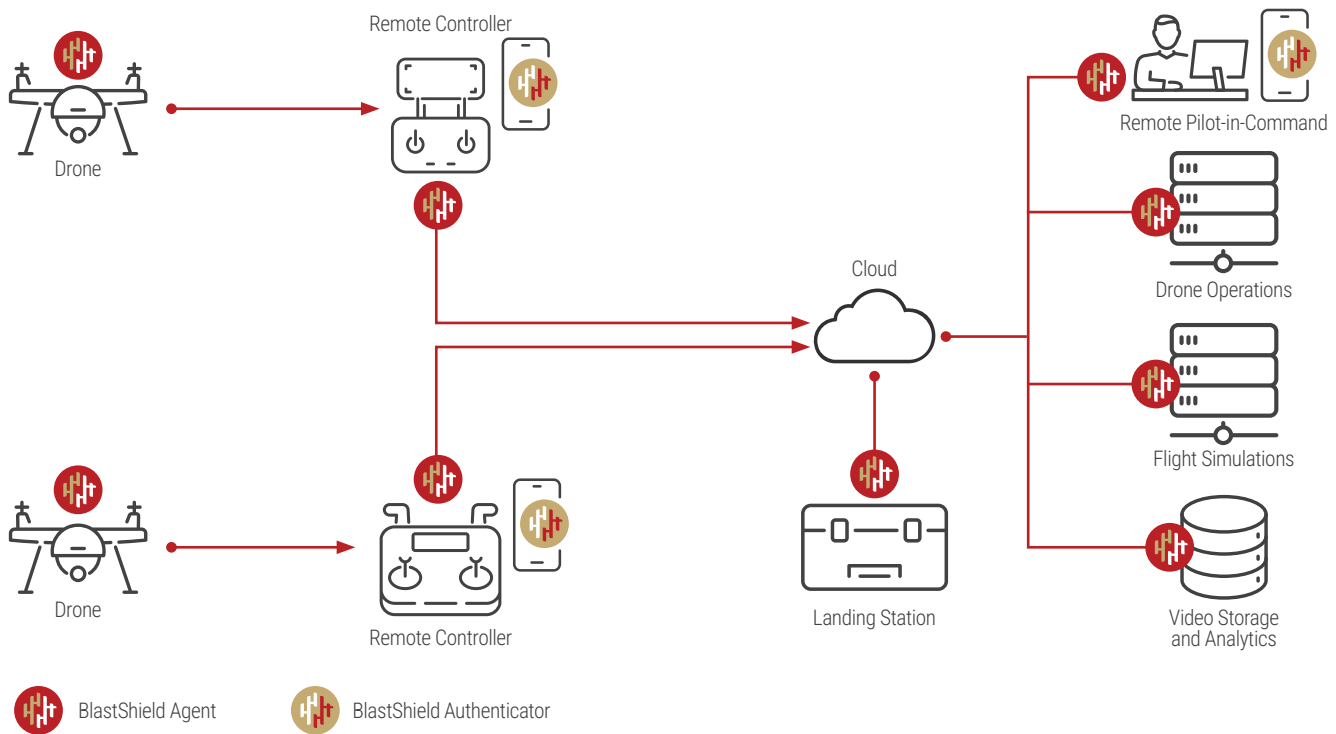 Remote Controller
Drone
Remote Pilot-in-Command
Cloud
Drone Operations
Flight Simulations
Drone
Remote Controller
Landing Station
Video Storage
and Analytics
BlastShield Agent
BlastShield Authenticator